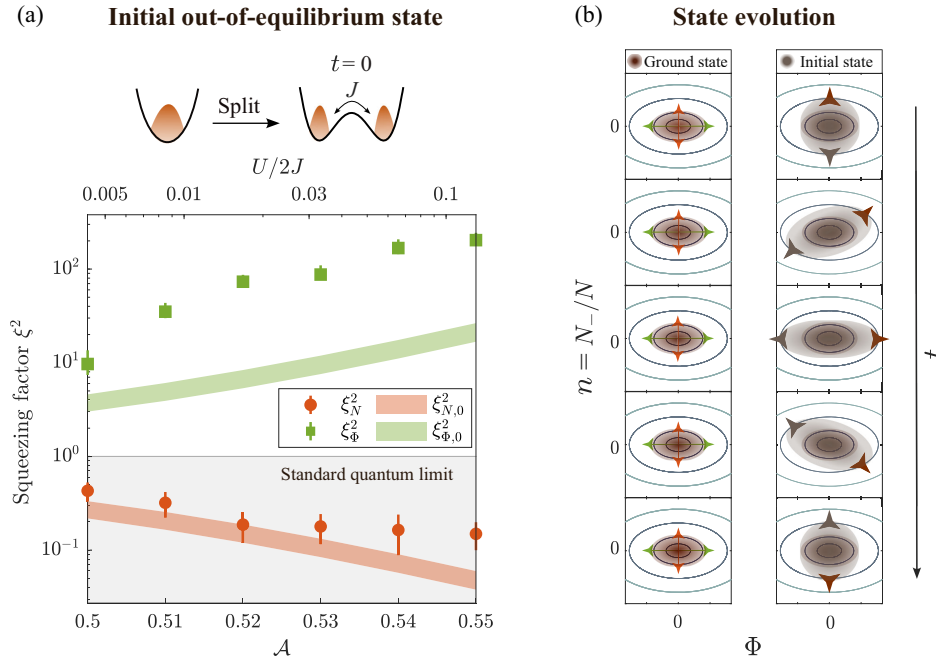 (a) Initial out-of-equilibrium state
t = 0
J
Split
U/2J
0.005 0.01 0.03 0.1
Squeezing factor ξ²
10²
10¹
10⁰
10⁻¹
ξ²_N ξ²_{N,0}
ξ²_Φ ξ²_{Φ,0}
Standard quantum limit
0.5 0.51 0.52 0.53 0.54 0.55
𝒜
(b) State evolution
Ground state Initial state
0
0
0
0
0
n = N_−/N
t
0 0
Φ